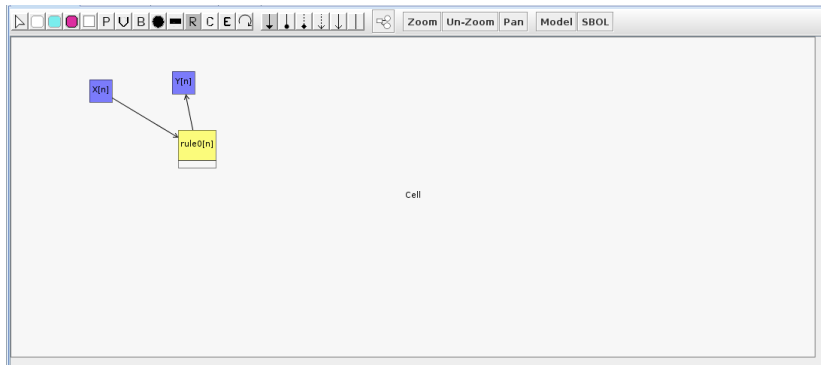 P V B R C E Zoom Un-Zoom Pan Model SBOL
X[n] Y[n]
rule0[n]
Cell